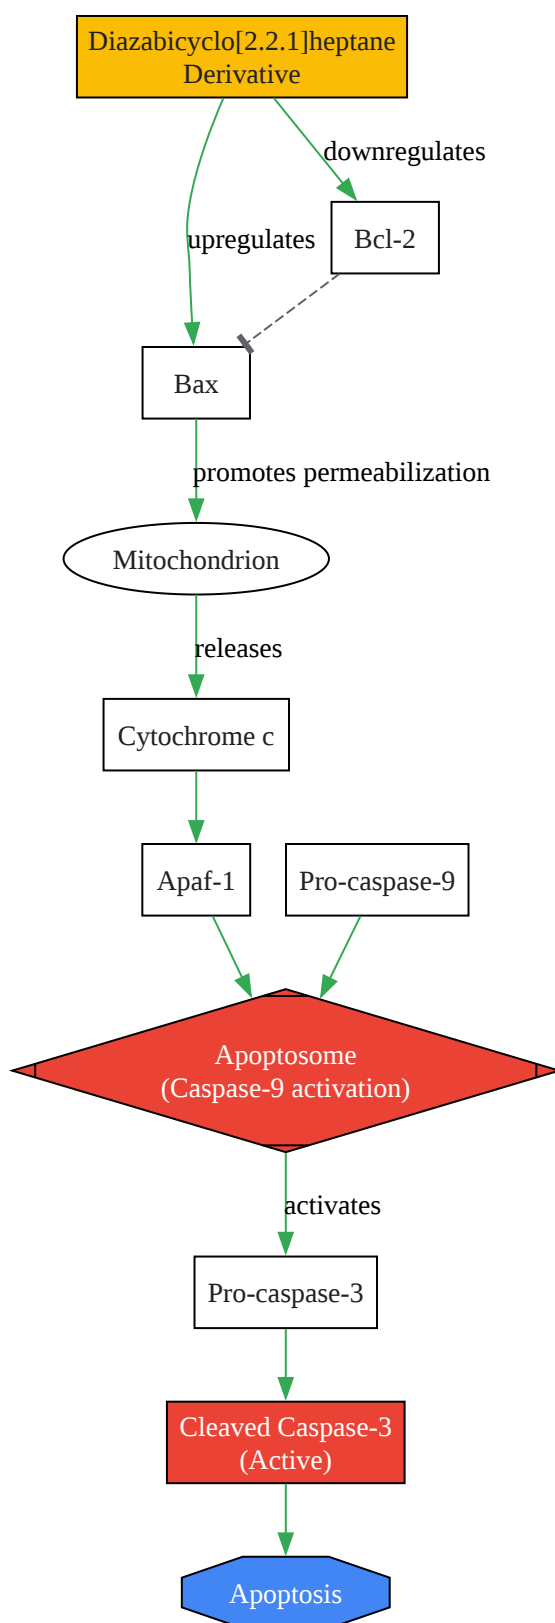 Diazabicyclo[2.2.1]heptane
Derivative
downregulates
upregulates
Bcl-2
Bax
promotes permeabilization
Mitochondrion
releases
Cytochrome c
Apaf-1
Pro-caspase-9
Apoptosome
(Caspase-9 activation)
activates
Pro-caspase-3
Cleaved Caspase-3
(Active)
Apoptosis